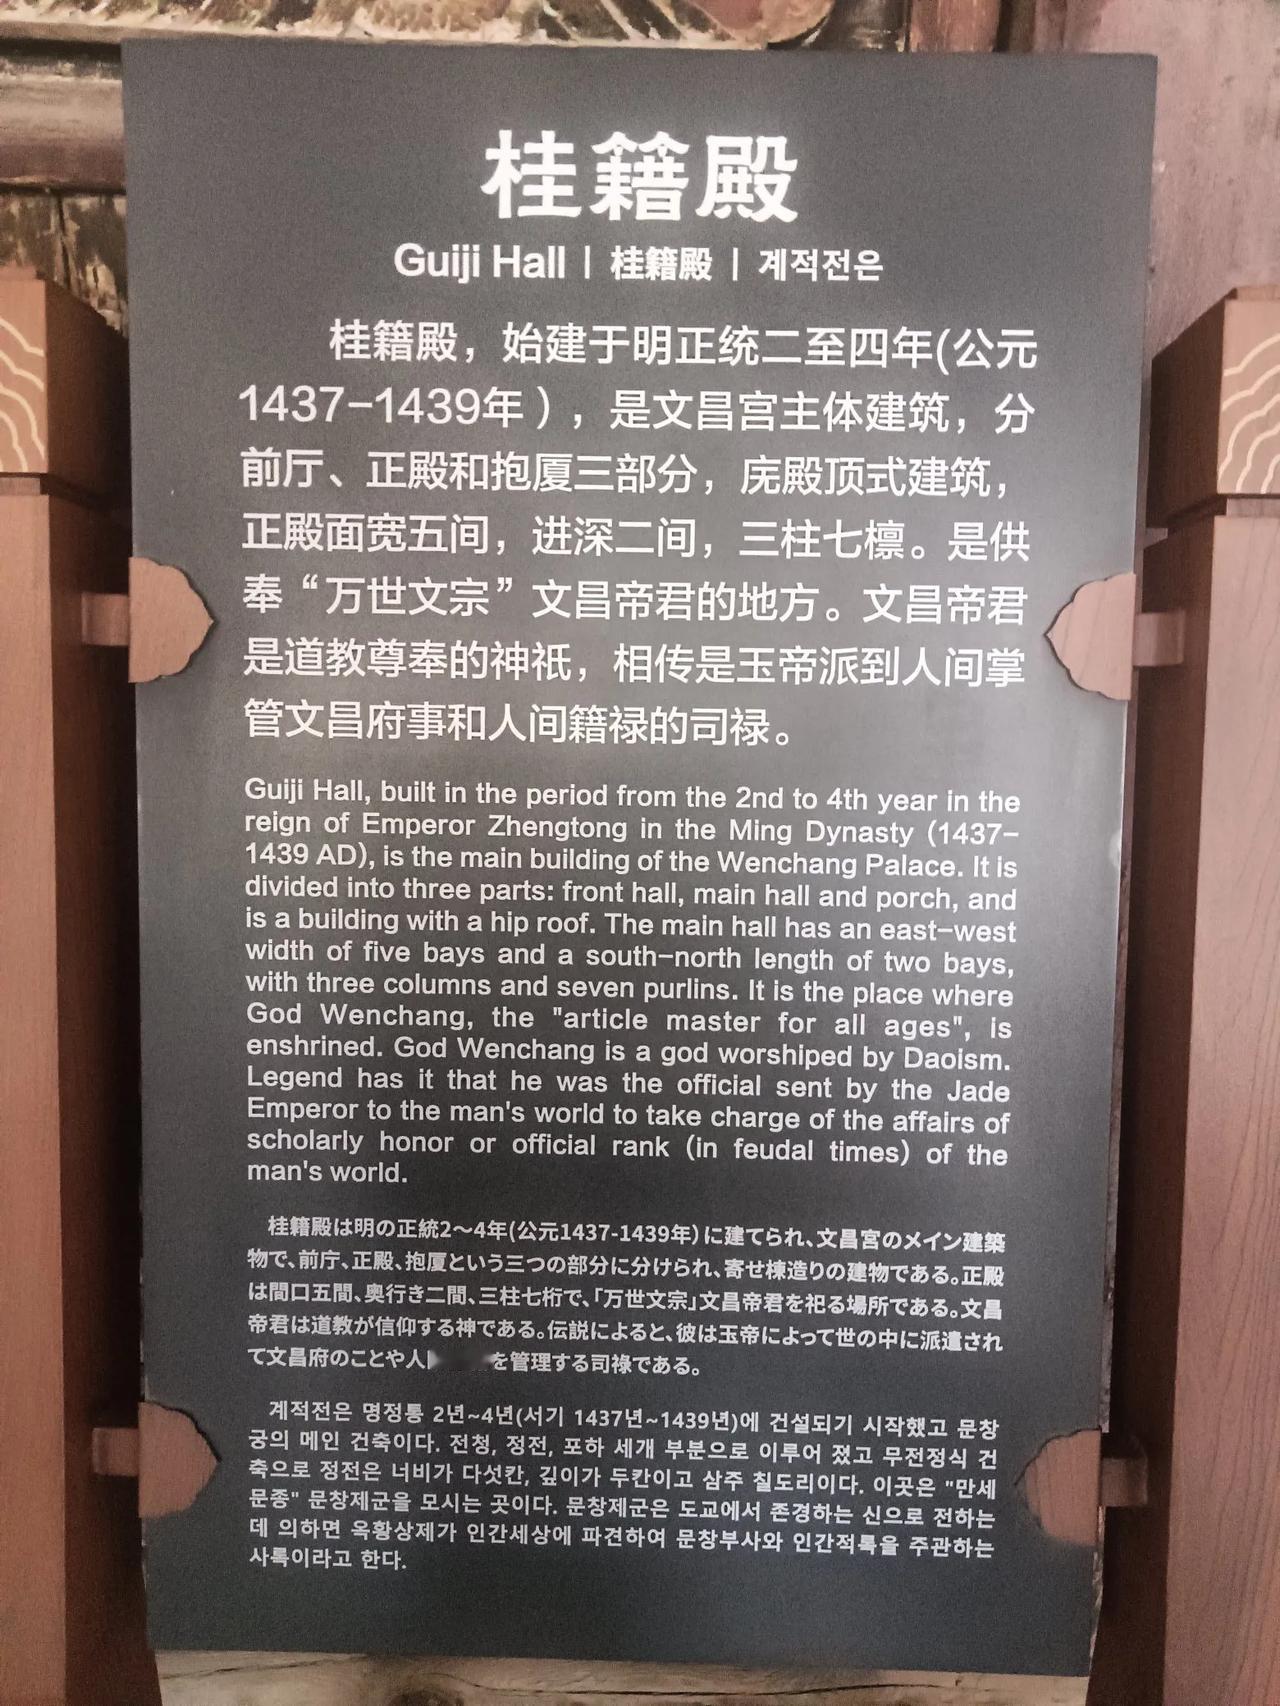 桂籍殿
Guiji Hall | 桂籍殿 | 계적전은
桂籍殿，始建于明正统二至四年(公元
1437-1439年），是文昌宫主体建筑，分
前厅、正殿和抱厦三部分，庑殿顶式建筑，
正殿面宽五间，进深二间，三柱七檩。是供
奉“万世文宗”文昌帝君的地方。文昌帝君
是道教尊奉的神祇，相传是玉帝派到人间掌
管文昌府事和人间籍禄的司禄。
Guiji Hall, built in the period from the 2nd to 4th year in the
reign of Emperor Zhengtong in the Ming Dynasty (1437-
1439 AD), is the main building of the Wenchang Palace. It is
divided into three parts: front hall, main hall and porch, and
is a building with a hip roof. The main hall has an east-west
width of five bays and a south-north length of two bays,
with three columns and seven purlins. It is the place where
God Wenchang, the "article master for all ages", is
enshrined. God Wenchang is a god worshiped by Daoism.
Legend has it that he was the official sent by the Jade
Emperor to the man's world to take charge of the affairs of
scholarly honor or official rank (in feudal times) of the
man's world.
桂籍殿は明の正統2～4年(公元1437-1439年)に建てられ、文昌宮のメイン建築
物で、前庁、正殿、抱厦という三つの部分に分けられ、寄せ棟造りの建物である。正殿
は間口五間、奥行き二間、三柱七桁で、「万世文宗」文昌帝君を祀る場所である。文昌
帝君は道教が信仰する神である。伝説によると、彼は玉帝によって世の中に派遣され
て文昌府のことや人を管理する司祿である。
계적전은 명정통 2년~4년(서기 1437년~1439년)에 건설되기 시작했고 문창
궁의 메인 건축이다. 전청, 정전, 포하 세개 부분으로 이루어 졌고 무전정식 건
축으로 정전은 너비가 다섯칸, 깊이가 두칸이고 삼주 칠도리이다. 이곳은 "만세
문종" 문창제군을 모시는 곳이다. 문창제군은 도교에서 존경하는 신으로 전하는
데 의하면 옥황상제가 인간세상에 파견하여 문창부사와 인간적록을 주관하는
사록이라고 한다.